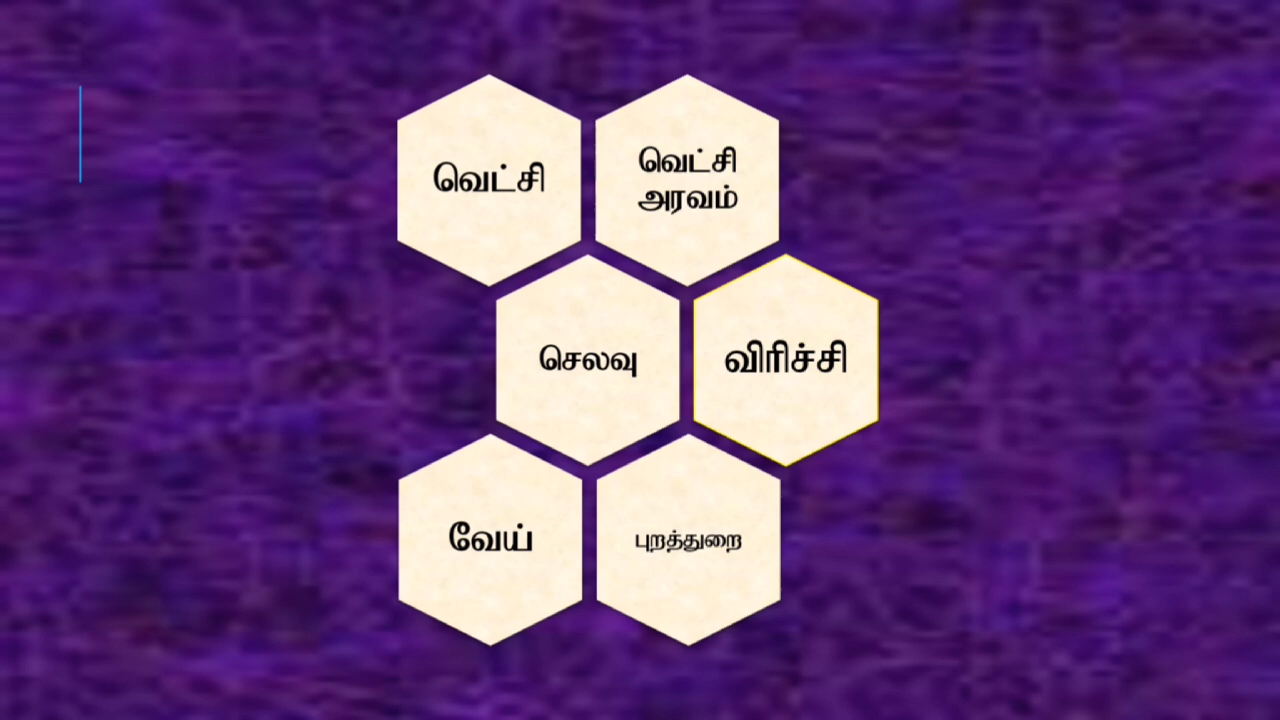 வெட்சி
வெட்சி
அரவம்
செலவு
விரிச்சி
வேய்
புறத்துறை